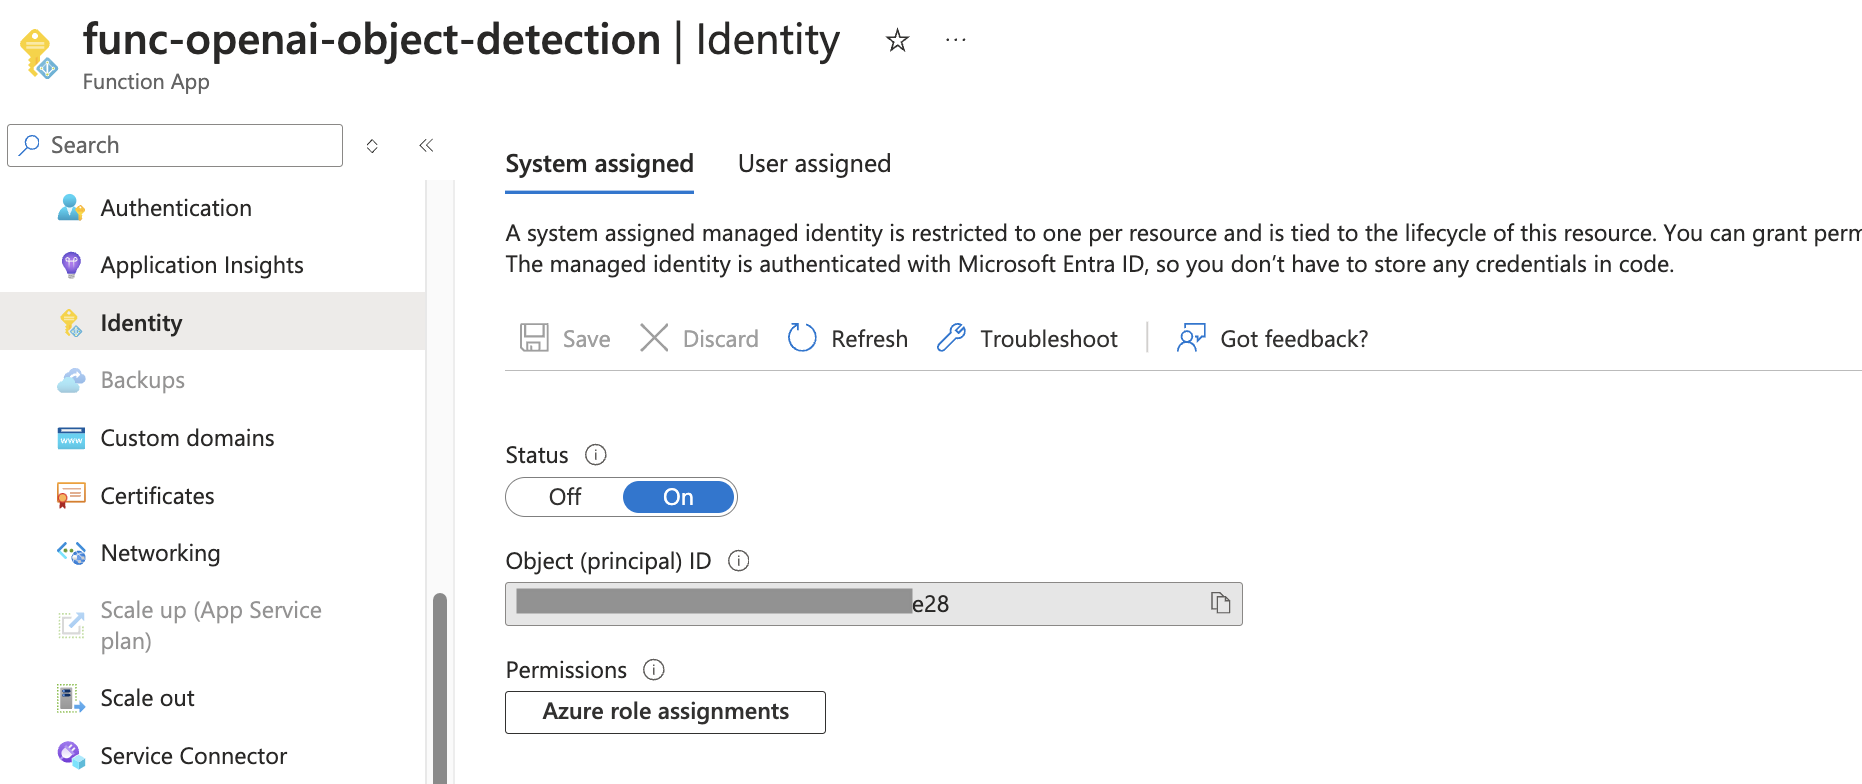 func-openai-object-detection | Identity
Function App
Search
Authentication
Application Insights
Identity
Backups
Custom domains
Certificates
Networking
Scale up (App Service
plan)
Scale out
Service Connector
System assigned User assigned
A system assigned managed identity is restricted to one per resource and is tied to the lifecycle of this resource. You can grant
The managed identity is authenticated with Microsoft Entra ID, so you don’t have to store any credentials in code.
Save Discard Refresh Troubleshoot Got feedback?
Status
Off On
Object (principal) ID
e28
Permissions
Azure role assignments